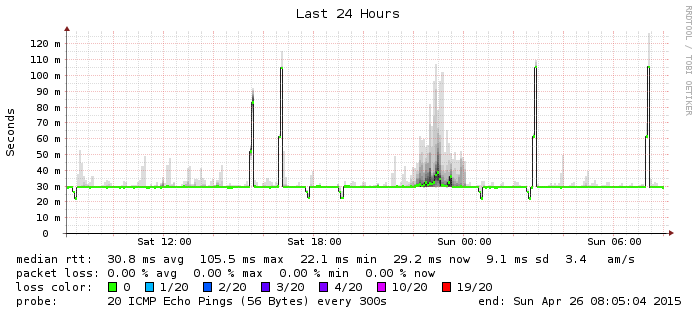 Last 24 Hours
RRDTOOL / TOBI OETIKER
Seconds
120 m
110 m
100 m
90 m
80 m
70 m
60 m
50 m
40 m
30 m
20 m
10 m
0
Sat 12:00 Sat 18:00 Sun 00:00 Sun 06:00
median rtt: 30.8 ms avg 105.5 ms max 22.1 ms min 29.2 ms now 9.1 ms sd 3.4 am/s
packet loss: 0.00 % avg 0.00 % max 0.00 % min 0.00 % now
loss color: 0 1/20 2/20 3/20 4/20 10/20 19/20
probe: 20 ICMP Echo Pings (56 Bytes) every 300s end: Sun Apr 26 08:05:04 2015